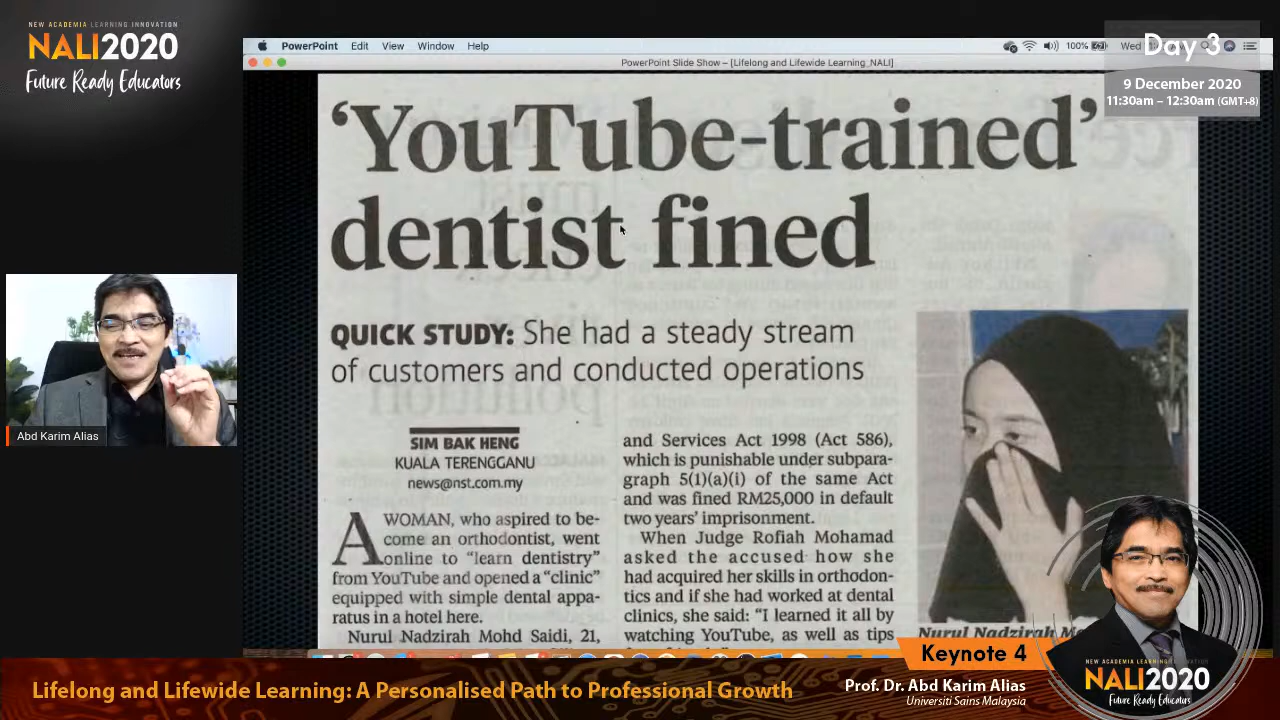 NEW ACADEMIA LEARNING INNOVATION
NALI2020
Future Ready Educators
PowerPoint Edit View Window Help
100%
Wed
PowerPoint Slide Show – [Lifelong and Lifewide Learning_NALI]
Day 3
9 December 2020
11:30am – 12:30am (GMT+8)
‘YouTube-trained’
dentist fined
QUICK STUDY: She had a steady stream
of customers and conducted operations
SIM BAK HENG
KUALA TERENGGANU
news@nst.com.my
A WOMAN, who aspired to be-
come an orthodontist, went
online to “learn dentistry”
from YouTube and opened a “clinic”
equipped with simple dental appa-
ratus in a hotel here.
Nurul Nadzirah Mohd Saidi, 21,
and Services Act 1998 (Act 586),
which is punishable under subpara-
graph 5(1)(a)(i) of the same Act
and was fined RM25,000 in default
two years’ imprisonment.
When Judge Rofiah Mohamad
asked the accused how she
had acquired her skills in orthodon-
tics and if she had worked at dental
clinics, she said: “I learned it all by
watching YouTube, as well as tips
Nurul Nadzirah
Abd Karim Alias
Keynote 4
Lifelong and Lifewide Learning: A Personalised Path to Professional Growth
Prof. Dr. Abd Karim Alias
Universiti Sains Malaysia
NEW ACADEMIA LEARNING
NALI2020
Future Ready Educators